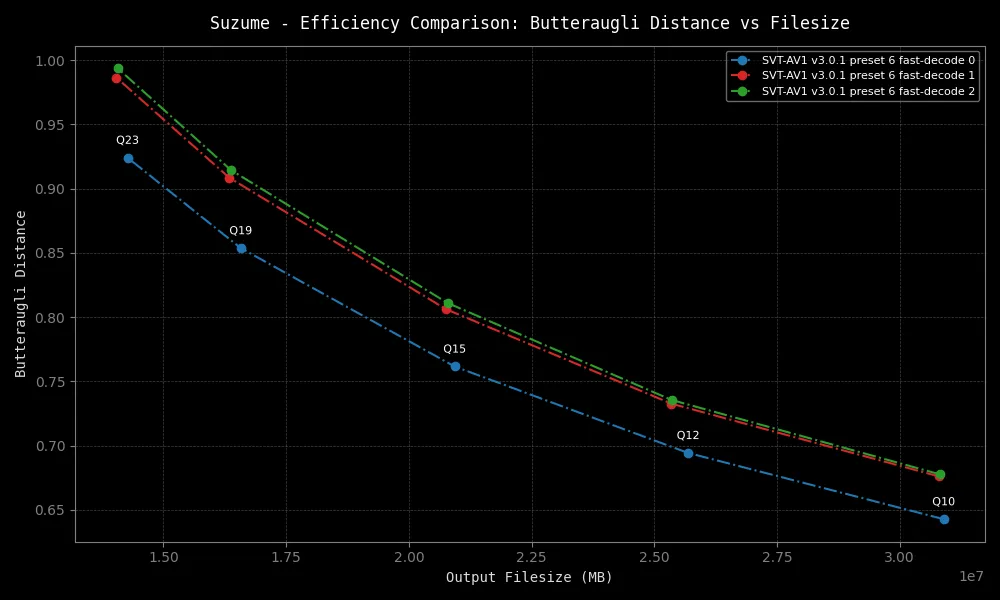 Suzume - Efficiency Comparison: Butteraugli Distance vs Filesize
SVT-AV1 v3.0.1 preset 6 fast-decode 0
SVT-AV1 v3.0.1 preset 6 fast-decode 1
SVT-AV1 v3.0.1 preset 6 fast-decode 2
Butteraugli Distance
1.00
0.95
0.90
0.85
0.80
0.75
0.70
0.65
Q23
Q19
Q15
Q12
Q10
1.50
1.75
2.00
2.25
2.50
2.75
3.00
1e7
Output Filesize (MB)